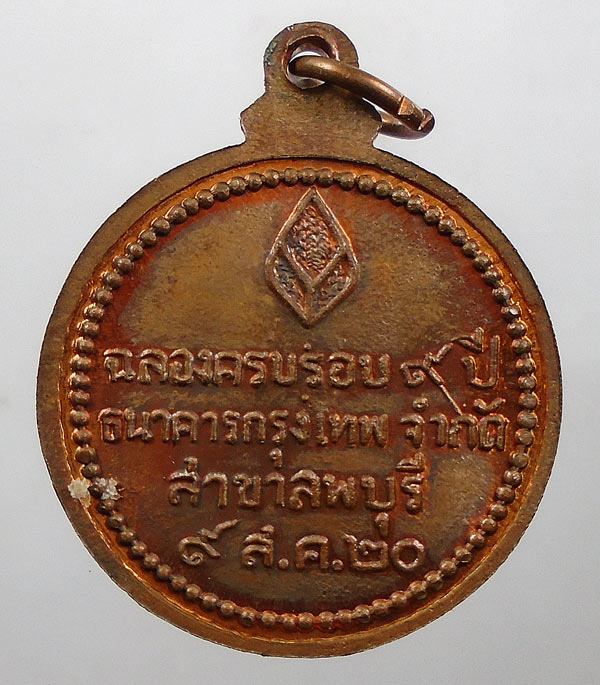 ฉลองครบรอบ ๙ ปี
ธนาคารกรุงเทพ จำกัด
สาขาลพบุรี
๙ ส.ค.๒๐